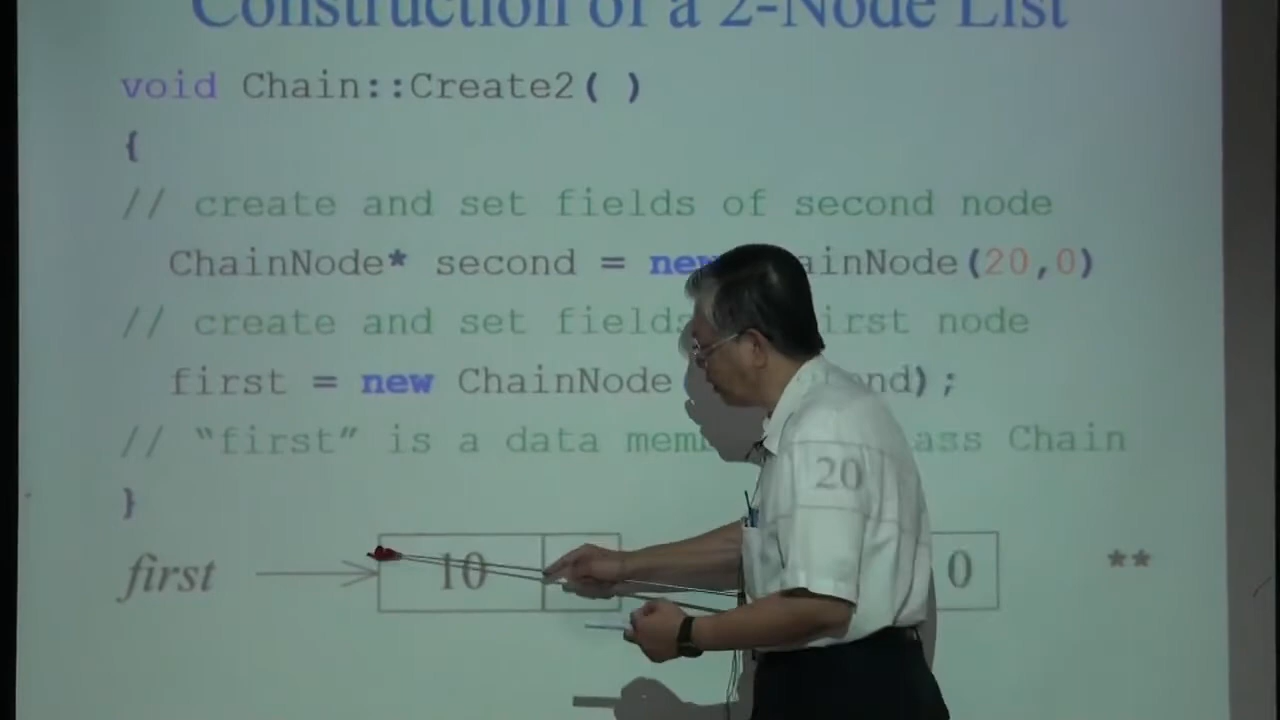 Construction of a 2-Node List
void Chain::Create2( )
{
// create and set fields of second node
ChainNode* second = new ainNode(20,0)
// create and set fields irst node
first = new ChainNode( nd);
// “first” is a data mem ass Chain
}
20
first 10 0 **